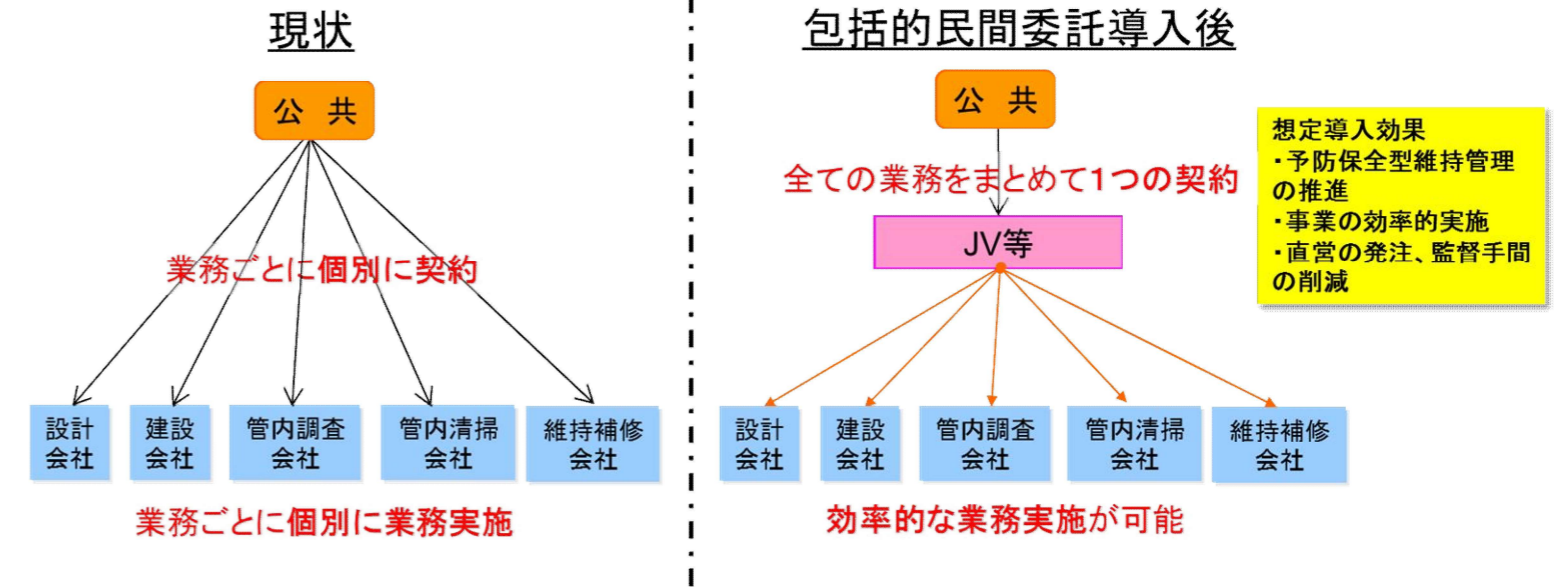 現状
公　共
業務ごとに個別に契約
設計
会社
建設
会社
管内調査
会社
管内清掃
会社
維持補修
会社
業務ごとに個別に業務実施
包括的民間委託導入後
公　共
全ての業務をまとめて1つの契約
JV等
想定導入効果
・予防保全型維持管理
の推進
・事業の効率的実施
・直営の発注、監督手間
の削減
設計
会社
建設
会社
管内調査
会社
管内清掃
会社
維持補修
会社
効率的な業務実施が可能